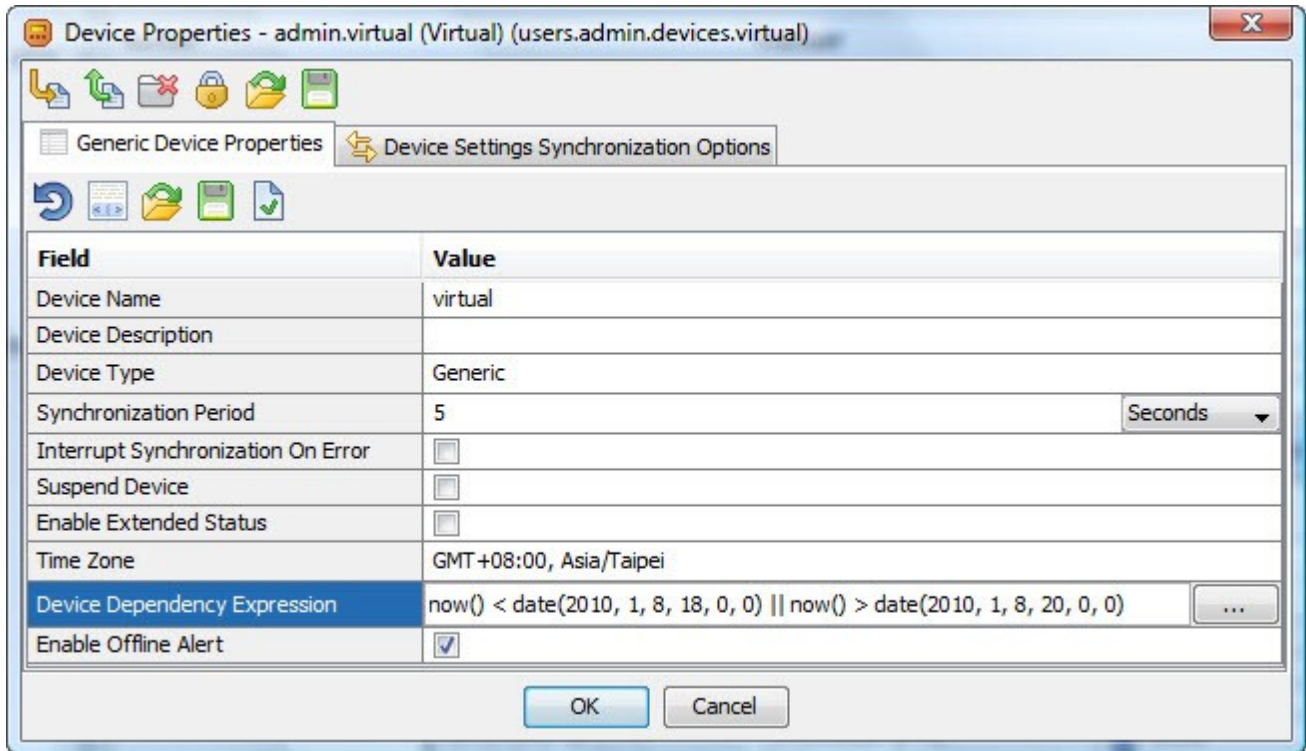 Device Properties - admin.virtual (Virtual) (users.admin.devices.virtual)
Generic Device Properties Device Settings Synchronization Options
Field Value
Device Name virtual
Device Description
Device Type Generic
Synchronization Period 5 Seconds
Interrupt Synchronization On Error
Suspend Device
Enable Extended Status
Time Zone GMT+08:00, Asia/Taipei
Device Dependency Expression now() < date(2010, 1, 8, 18, 0, 0) || now() > date(2010, 1, 8, 20, 0, 0) ...
Enable Offline Alert
OK Cancel